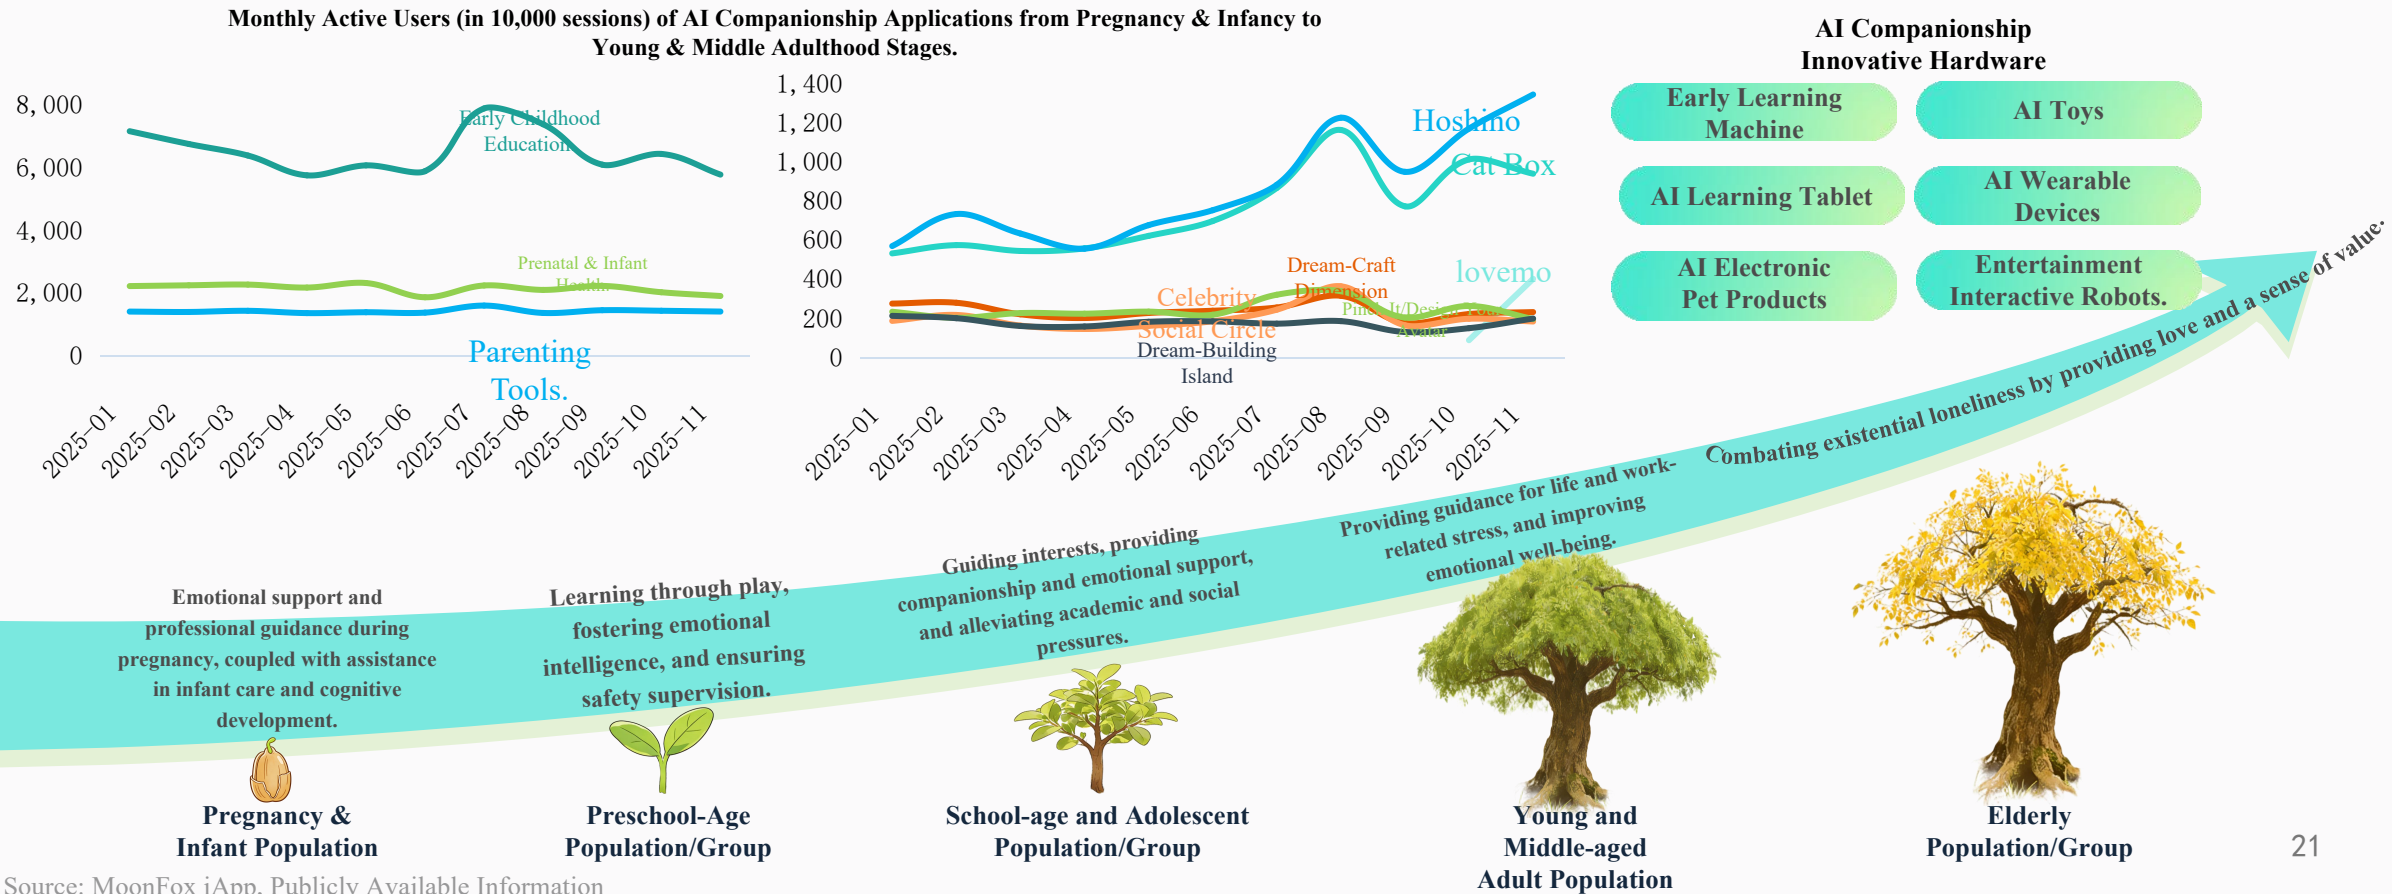 Monthly Active Users (in 10,000 sessions) of AI Companionship Applications from Pregnancy & Infancy to
Young & Middle Adulthood Stages.
8,000
6,000
4,000
2,000
0
Early Childhood
Education
Prenatal & Infant
Health.
Parenting
Tools.
2025-01
2025-02
2025-03
2025-04
2025-05
2025-06
2025-07
2025-08
2025-09
2025-10
2025-11
1,400
1,200
1,000
800
600
400
200
0
Hoshino
Cat Box
lovemo
Dream-Craft
Dimension
Celebrity
Social Circle
Avatar
Dream-Building
Island
2025-01
2025-02
2025-03
2025-04
2025-05
2025-06
2025-07
2025-08
2025-09
2025-10
2025-11
AI Companionship
Innovative Hardware
Early Learning
Machine
AI Toys
AI Learning Tablet
AI Wearable
Devices
AI Electronic
Pet Products
Entertainment
Interactive Robots.
Emotional support and
professional guidance during
pregnancy, coupled with assistance
in infant care and cognitive
development.
Learning through play,
fostering emotional
intelligence, and ensuring
safety supervision.
Guiding interests, providing
companionship and emotional support,
and alleviating academic and social
pressures.
Providing guidance for life and work-
related stress, and improving
emotional well-being.
Combating existential loneliness by providing love and a sense of value.
Pregnancy &
Infant Population
Preschool-Age
Population/Group
School-age and Adolescent
Population/Group
Young and
Middle-aged
Adult Population
Elderly
Population/Group
21
Source: MoonFox iApp, Publicly Available Information